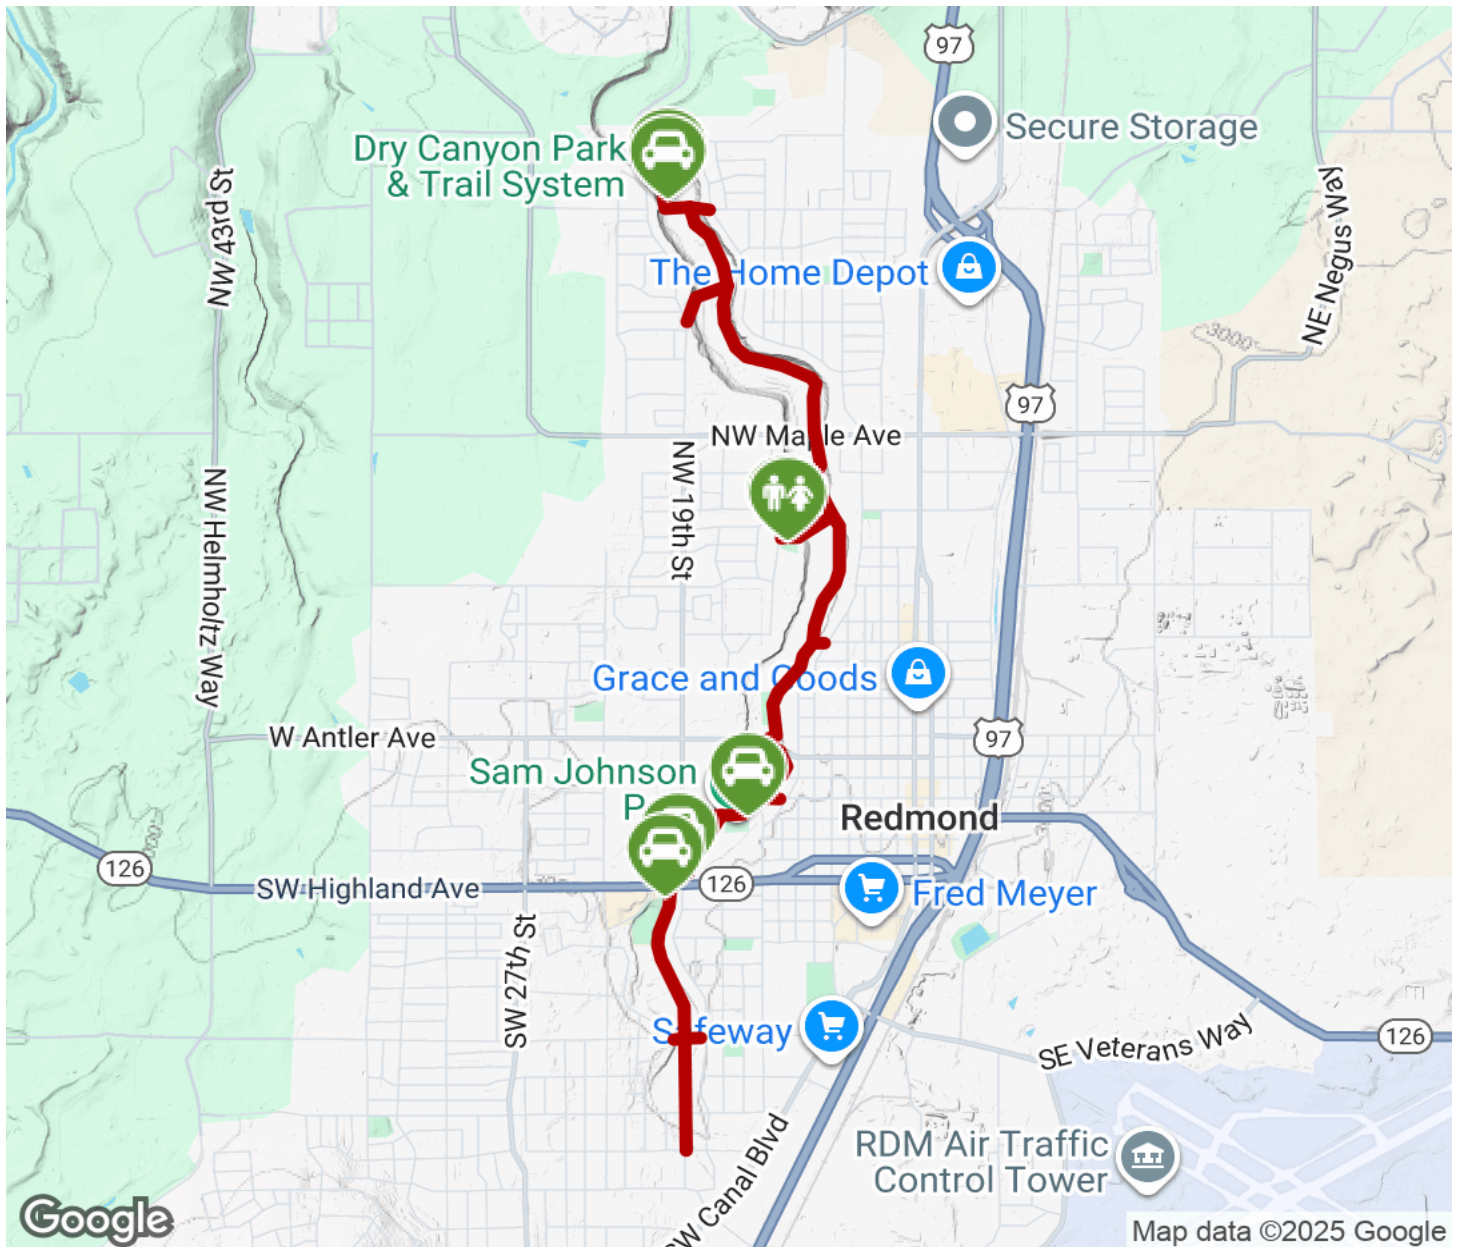 97
Secure Storage
Dry Canyon Park
& Trail System
NW 43rd St
NE Negus Way
The Home Depot
3000
97
NW Maple Ave
NW 19th St
NW Helmholtz Way
Grace and Goods
W Antler Ave
97
Sam Johnson
Redmond
126
SW Highland Ave
126
Fred Meyer
SW 27th St
Safeway
SE Veterans Way
126
SW Canal Blvd
RDM Air Traffic
Control Tower
Google
Map data ©2025 Google